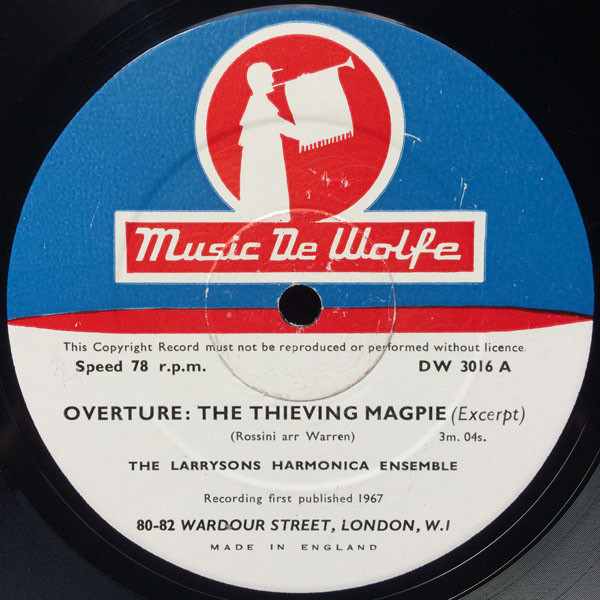 Music De Wolfe
This Copyright Record must not be reproduced or performed without licence.
Speed 78 r.p.m. DW 3016 A
OVERTURE: THE THIEVING MAGPIE (Excerpt)
(Rossini arr Warren) 3m. 04s.
THE LARRYSONS HARMONICA ENSEMBLE
Recording first published 1967
80-82 WARDOUR STREET, LONDON, W.I
MADE IN ENGLAND